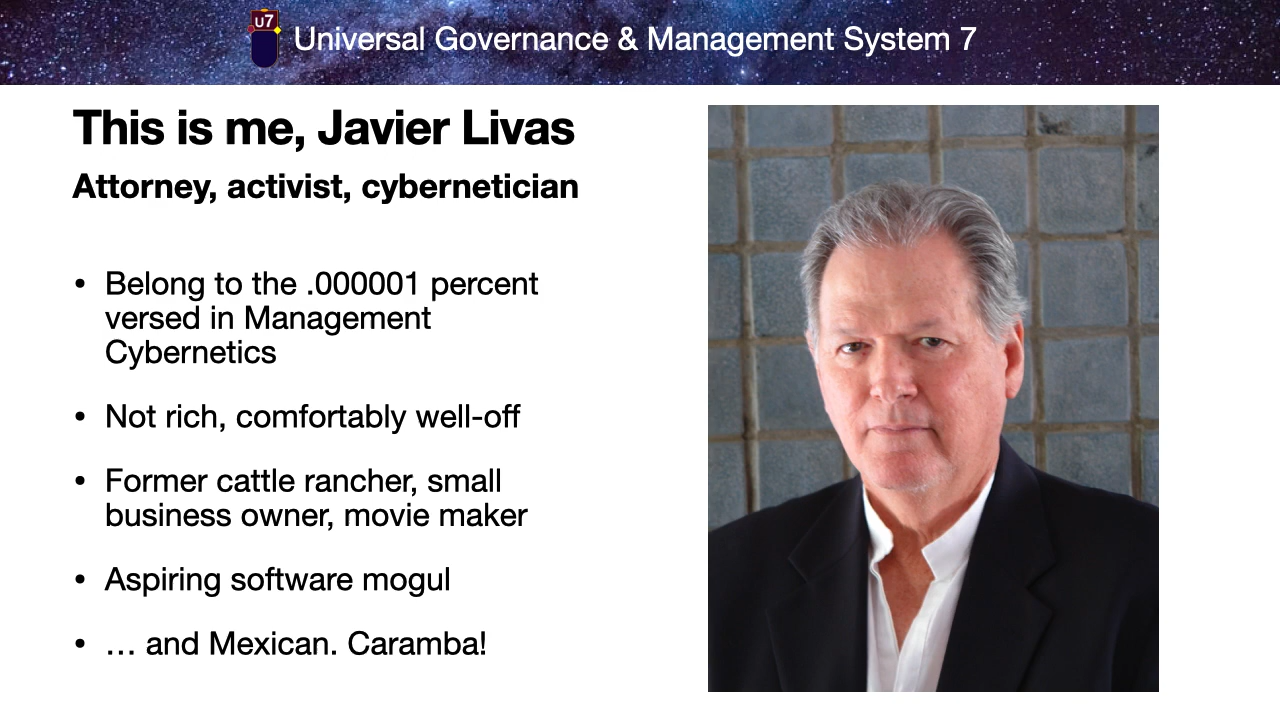 U7
Universal Governance & Management System 7
This is me, Javier Livas
Attorney, activist, cybernetician
• Belong to the .000001 percent
versed in Management
Cybernetics
• Not rich, comfortably well-off
• Former cattle rancher, small
business owner, movie maker
• Aspiring software mogul
• … and Mexican. Caramba!